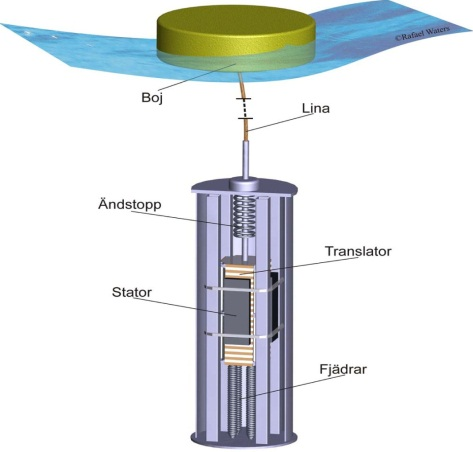 ©Rafael Waters
Boj
Lina
Ändstopp
Translator
Stator
Fjädrar